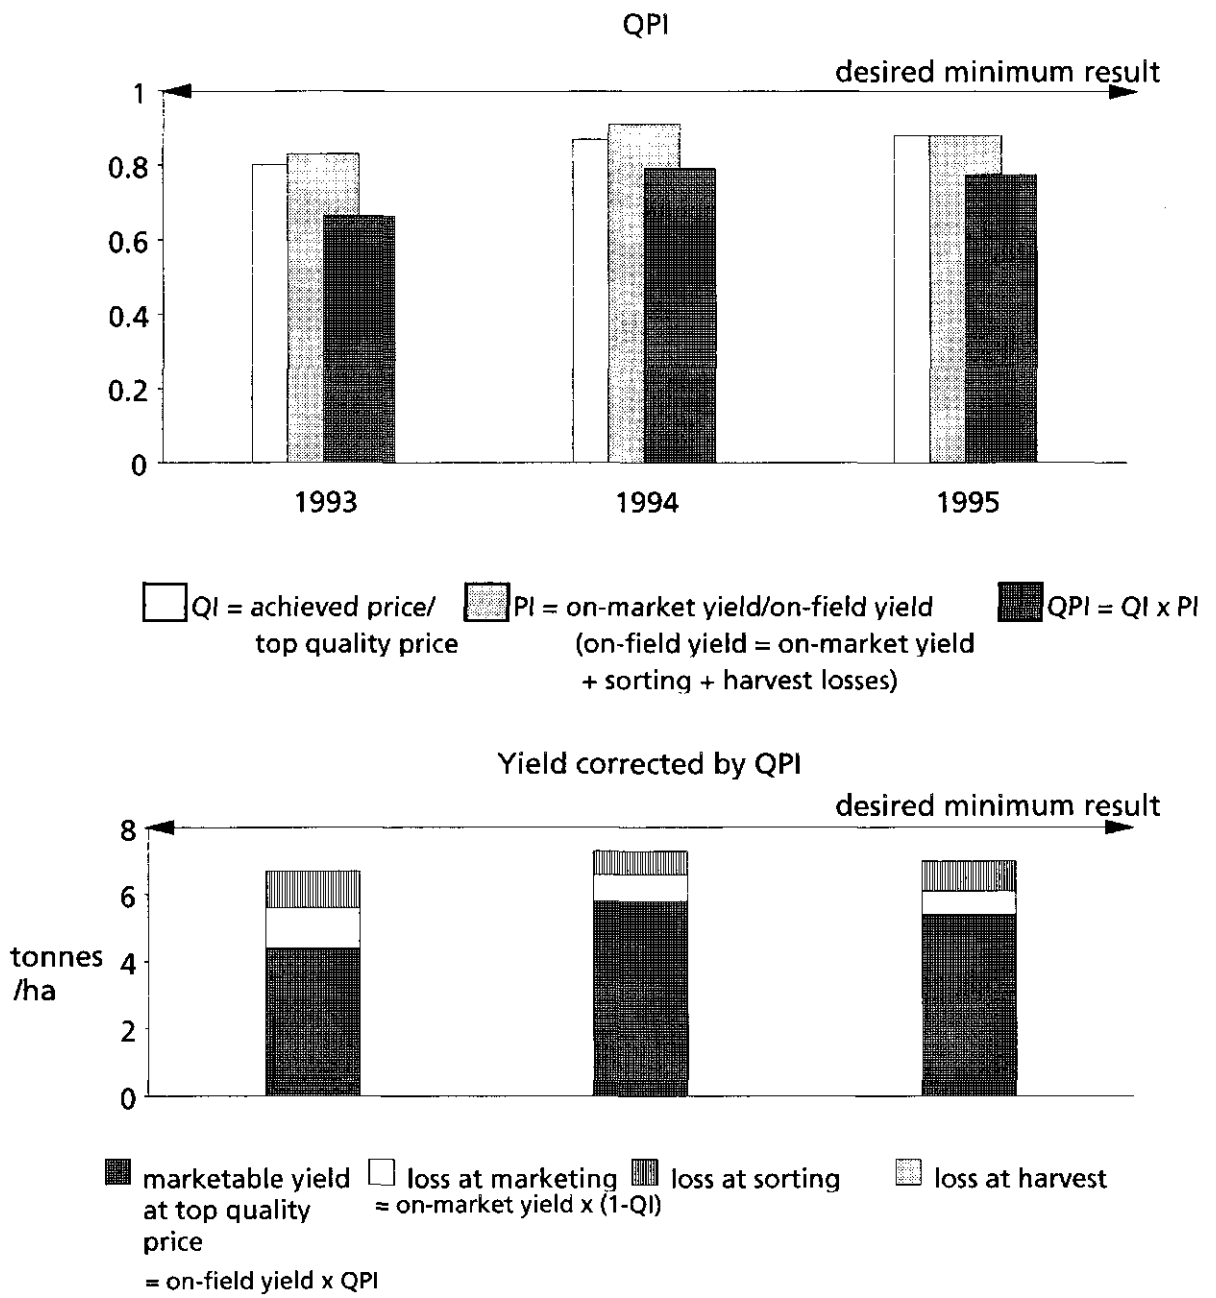 QPI
desired minimum result
1
0.8
0.6
0.4
0.2
0
1993 1994 1995
QI = achieved price/
top quality price
PI = on-market yield/on-field yield
(on-field yield = on-market yield
+ sorting + harvest losses)
QPI = QI x PI
Yield corrected by QPI
desired minimum result
8
6
4
2
0
tonnes
/ha
marketable yield
at top quality
price
= on-field yield x QPI
loss at marketing
= on-market yield x (1-QI)
loss at sorting
loss at harvest